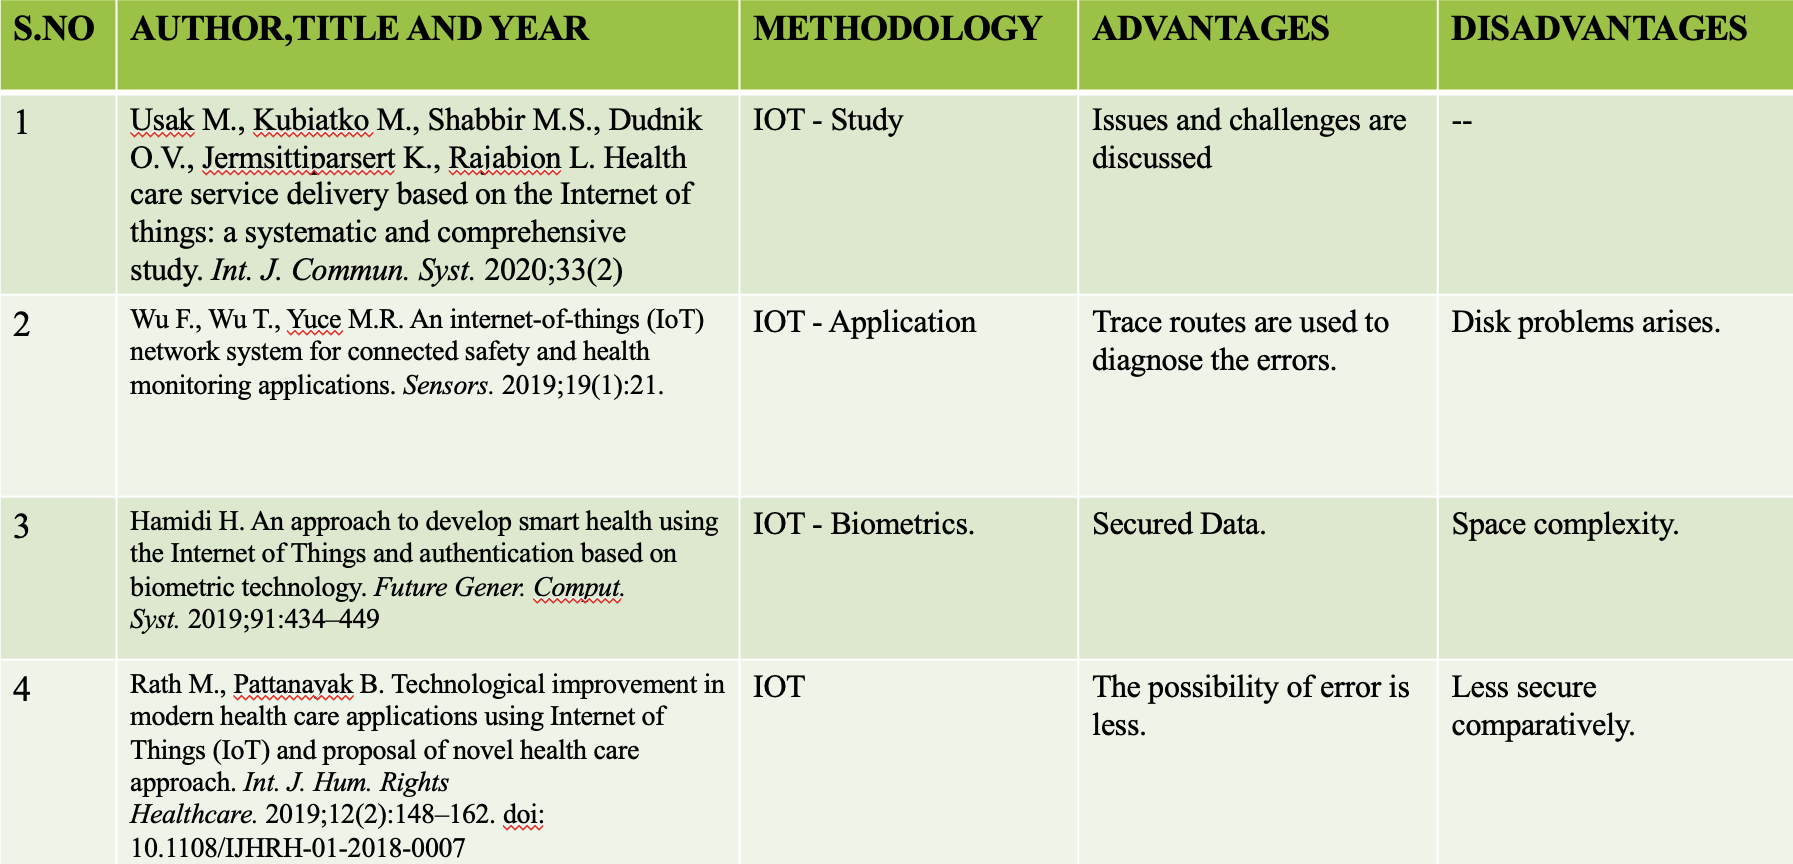 S.NO
AUTHOR,TITLE AND YEAR
METHODOLOGY
ADVANTAGES
DISADVANTAGES
1
Usak M., Kubiatko M., Shabbir M.S., Dudnik
O.V., Jermsittiparsert K., Rajabion L. Health
care service delivery based on the Internet of
things: a systematic and comprehensive
study. Int. J. Commun. Syst. 2020;33(2)
IOT - Study
Issues and challenges are
discussed
--
2
Wu F., Wu T., Yuce M.R. An internet-of-things (IoT)
network system for connected safety and health
monitoring applications. Sensors. 2019;19(1):21.
IOT - Application
Trace routes are used to
diagnose the errors.
Disk problems arises.
3
Hamidi H. An approach to develop smart health using
the Internet of Things and authentication based on
biometric technology. Future Gener. Comput.
Syst. 2019;91:434–449
IOT - Biometrics.
Secured Data.
Space complexity.
4
Rath M., Pattanayak B. Technological improvement in
modern health care applications using Internet of
Things (IoT) and proposal of novel health care
approach. Int. J. Hum. Rights
Healthcare. 2019;12(2):148–162. doi:
10.1108/IJHRH-01-2018-0007
IOT
The possibility of error is
less.
Less secure
comparatively.